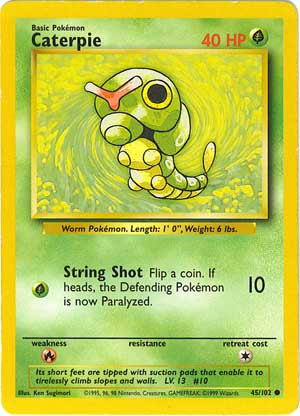 Basic Pokémon
Caterpie 40 HP
Worm Pokémon. Length: 1' 0", Weight: 6 lbs.
String Shot Flip a coin. If
heads, the Defending Pokémon 10
is now Paralyzed.
weakness resistance retreat cost
Its short feet are tipped with suction pads that enable it to
tirelessly climb slopes and walls. LV. 13 #10
Illus. Ken Sugimori ©1995, 96, 98 Nintendo, Creatures, GAMEFREAK. ©1999 Wizards. 45/102